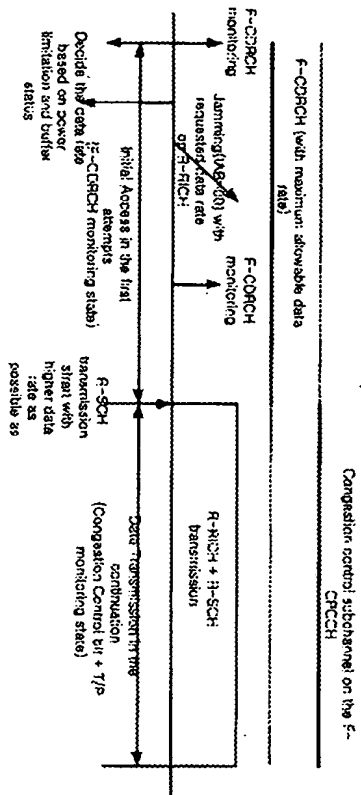 Congestion control subchannel on the F-
CPCCH
F-CDRCH (with maximum allowable data
rate)
F-CDRCH
monitoring
Jamming(UAB=00) with
requested data rate
on R-RICH
F-CDRCH
monitoring
R-RICH + R-SCH
transmission
Initial Access in the first
attempts
(F-CDRCH monitoring state)
Data Transmission in the
continuation
(Congestion Control bit + T/P
monitoring state)
Decide the data rate
based on power
limitation and buffer
status
R-SCH
transmission
start with
higher data
rate as
possible as